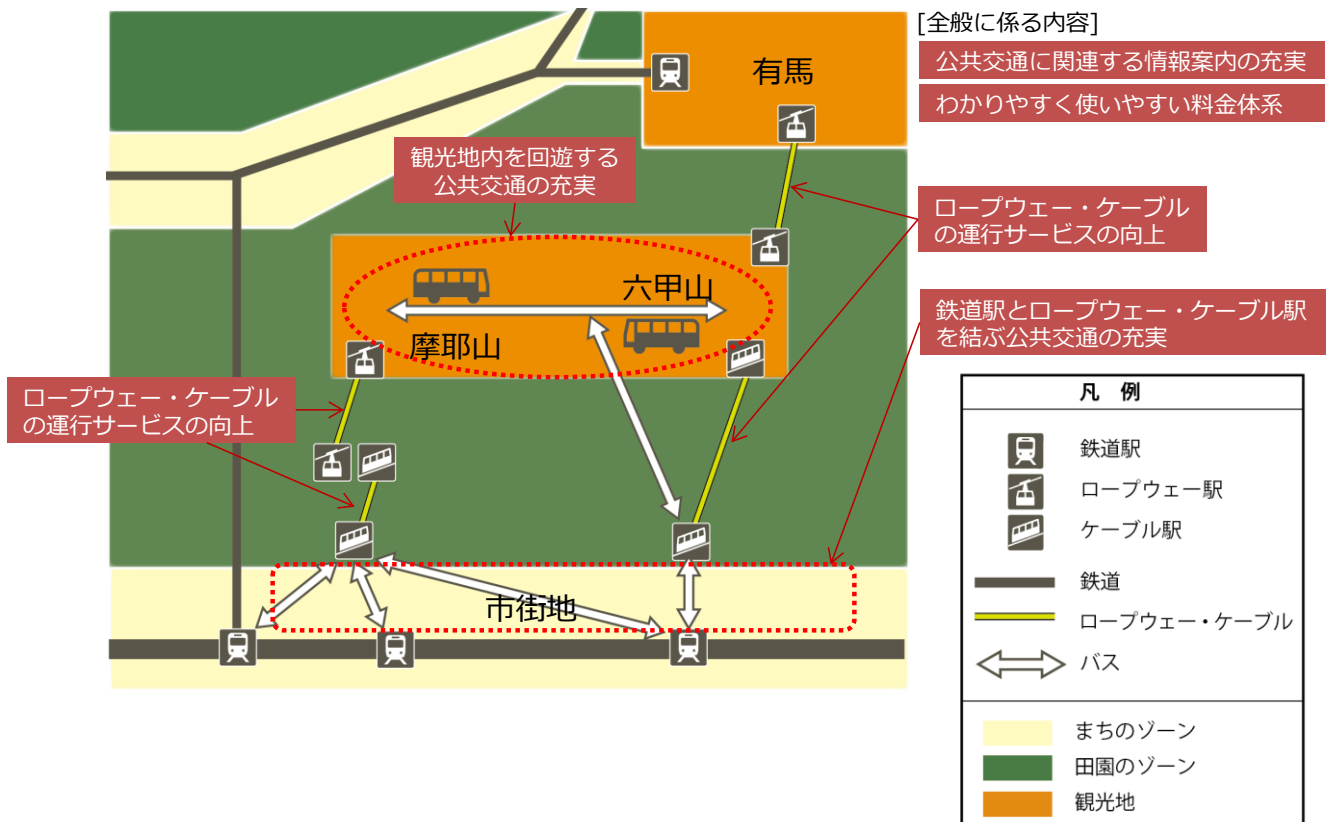 [全般に係る内容]
公共交通に関連する情報案内の充実
わかりやすく使いやすい料金体系
有馬
観光地内を回遊する
公共交通の充実
ロープウェー・ケーブル
の運行サービスの向上
六甲山
摩耶山
鉄道駅とロープウェー・ケーブル駅
を結ぶ公共交通の充実
ロープウェー・ケーブル
の運行サービスの向上
市街地
凡 例
鉄道駅
ロープウェー駅
ケーブル駅
鉄道
ロープウェー・ケーブル
バス
まちのゾーン
田園のゾーン
観光地